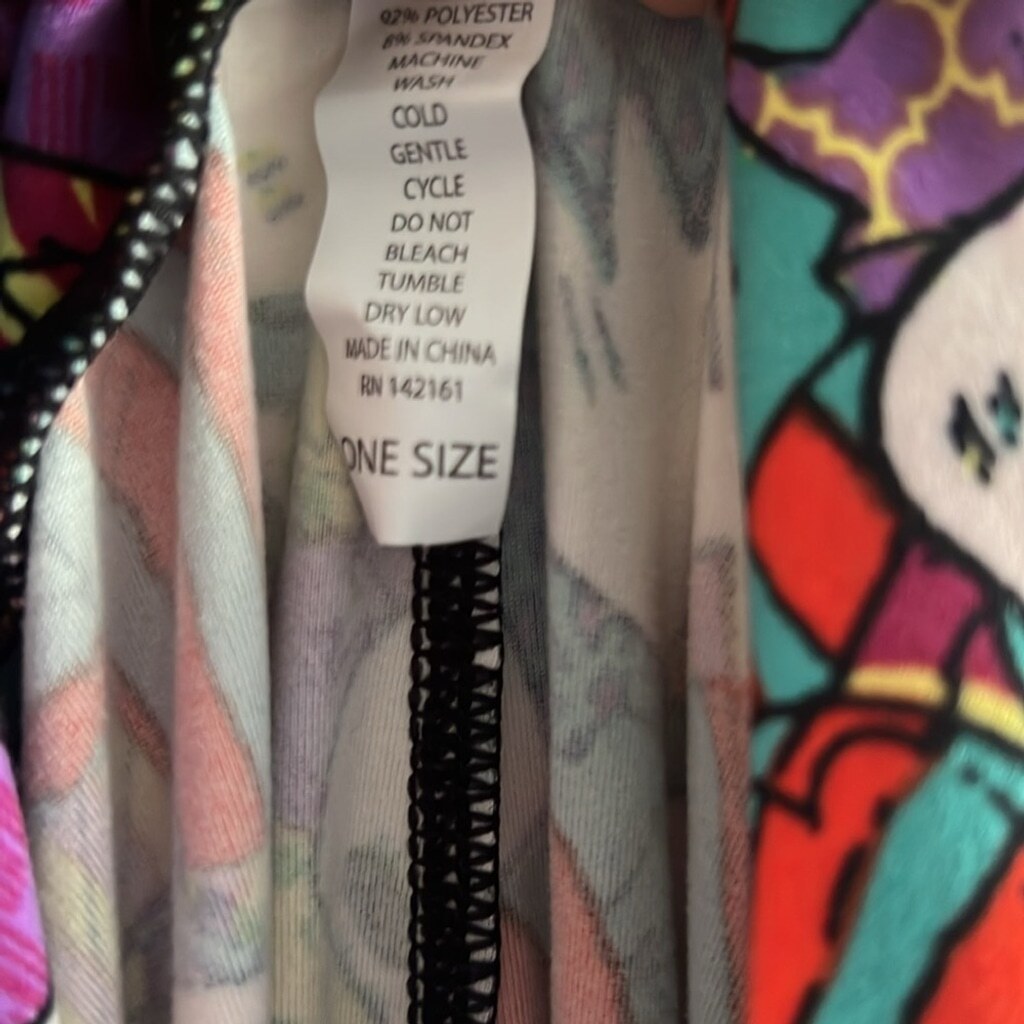 92% POLYESTER
8% SPANDEX
MACHINE
WASH
COLD
GENTLE
CYCLE
DO NOT
BLEACH
TUMBLE
DRY LOW
MADE IN CHINA
RN 142161
ONE SIZE